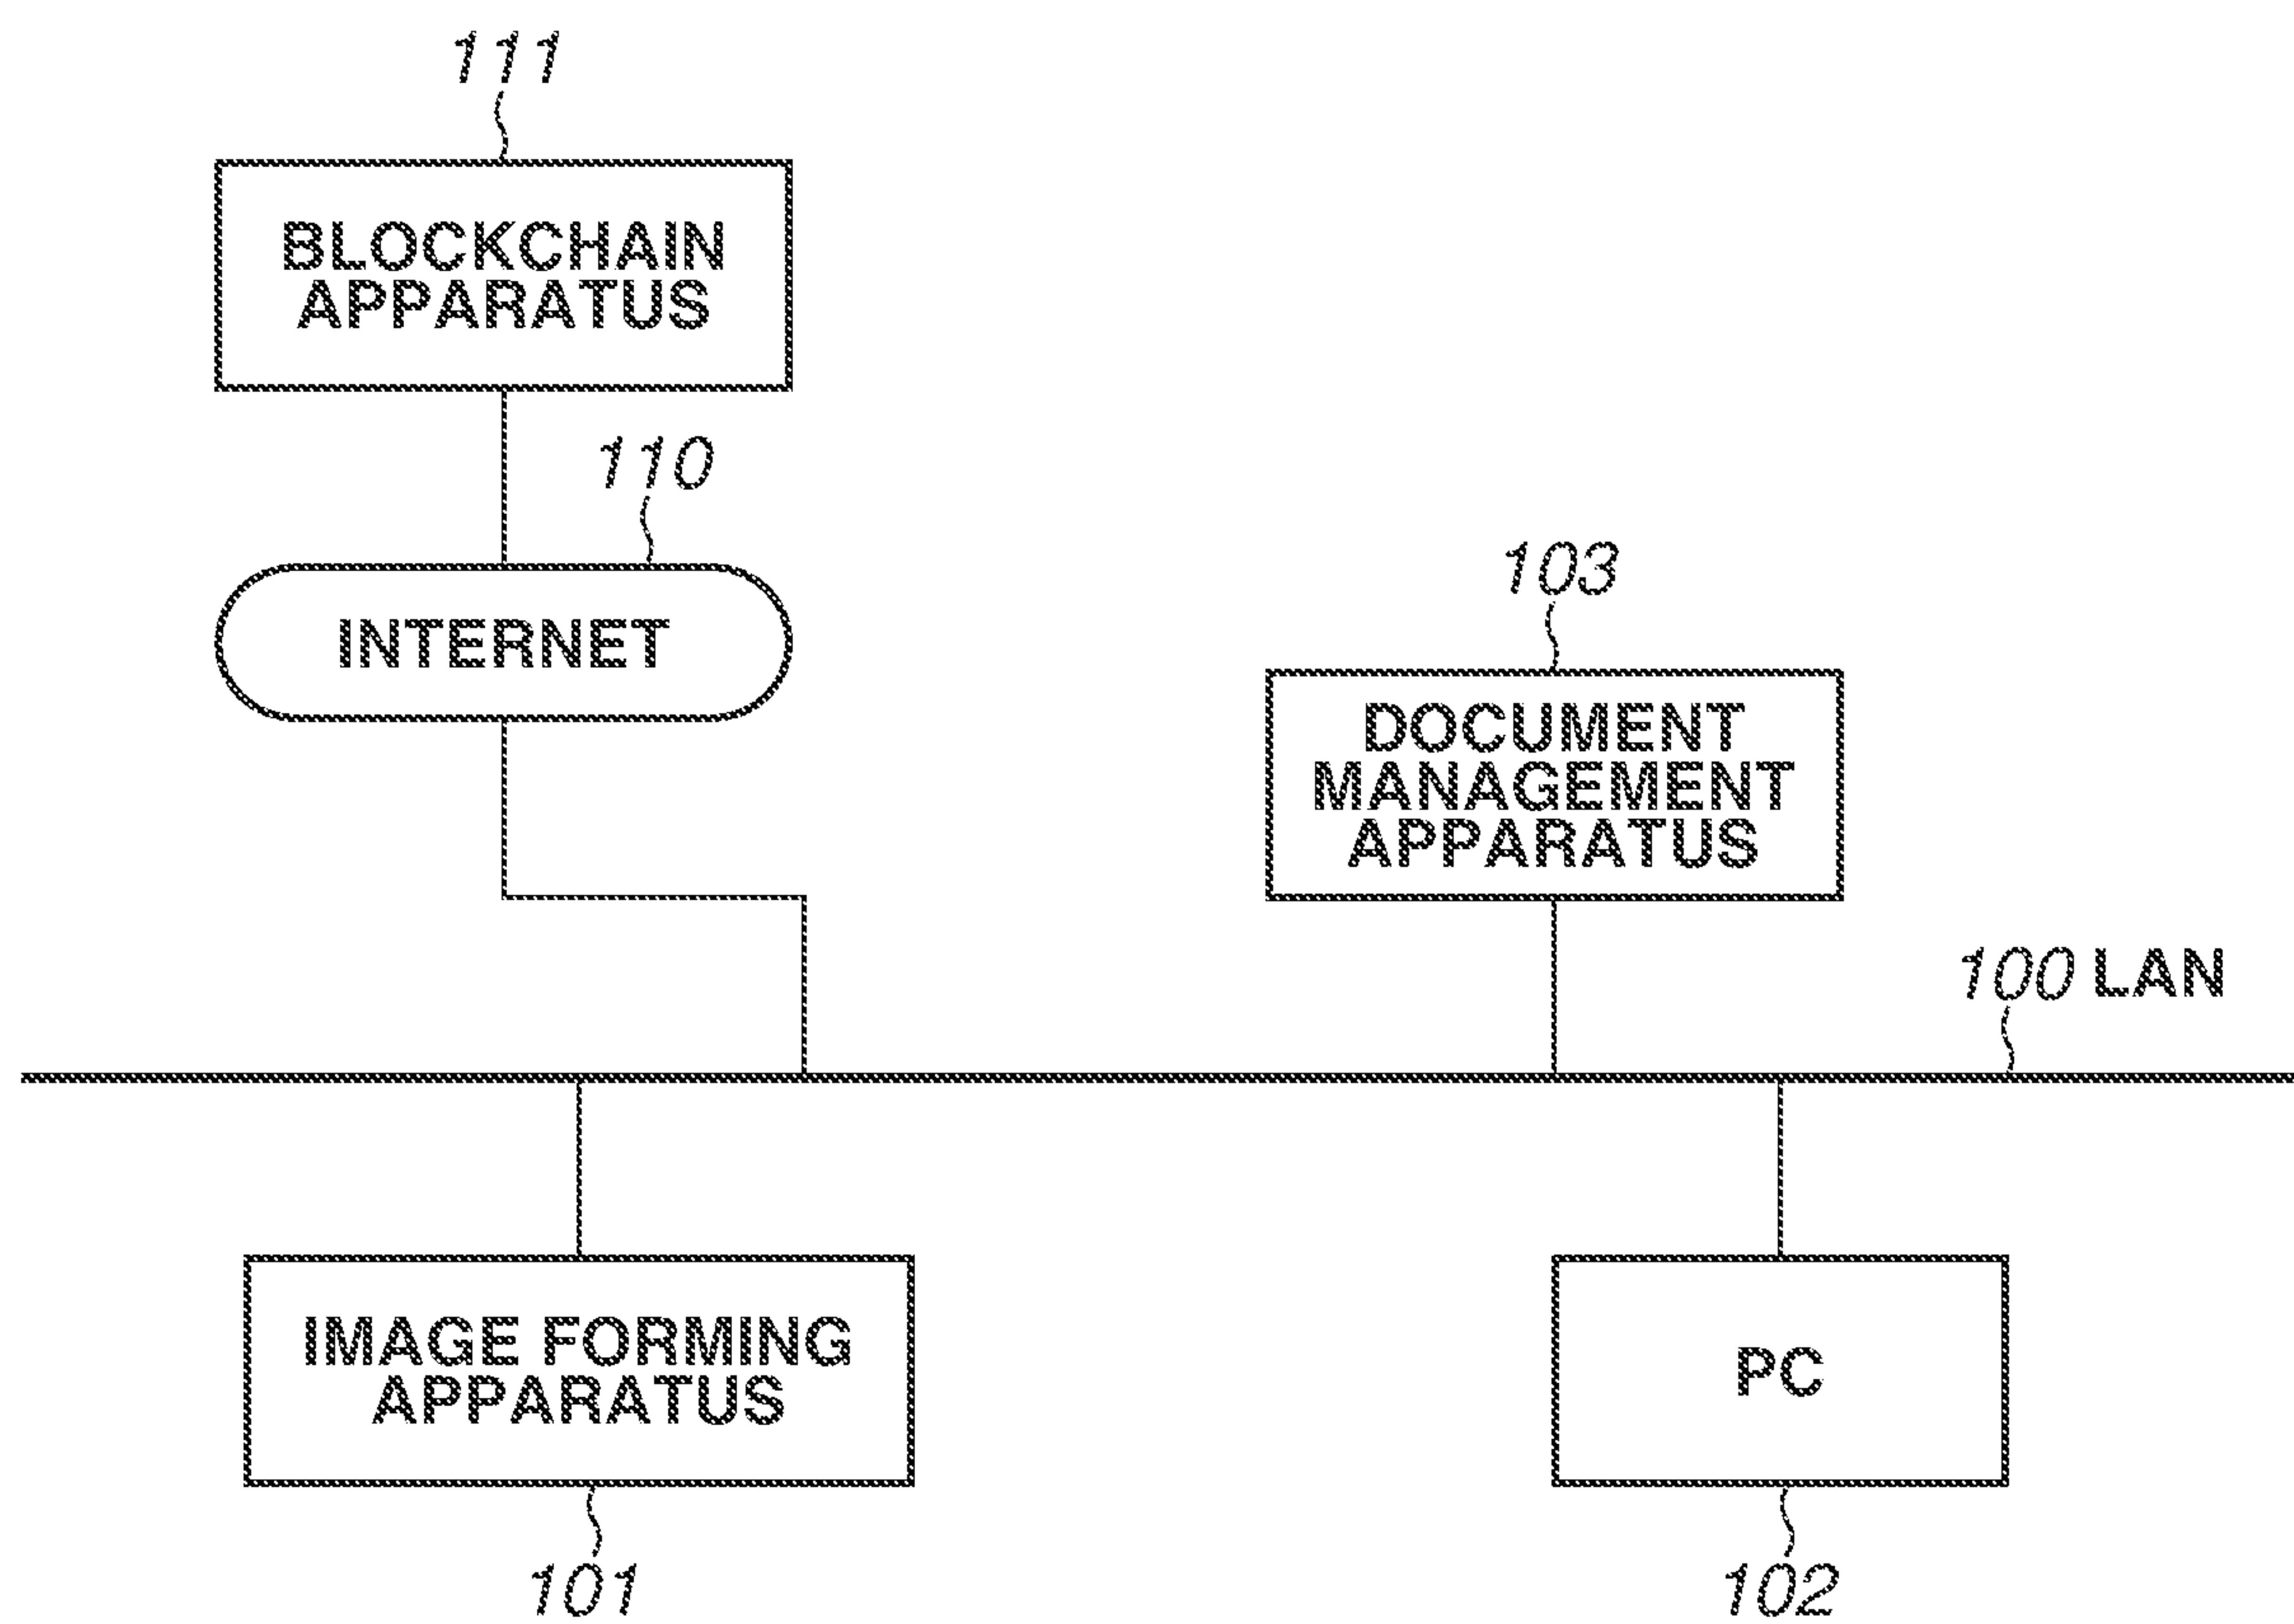 111
BLOCKCHAIN
APPARATUS
110
INTERNET
103
DOCUMENT
MANAGEMENT
APPARATUS
100 LAN
IMAGE FORMING
APPARATUS
101
PC
102